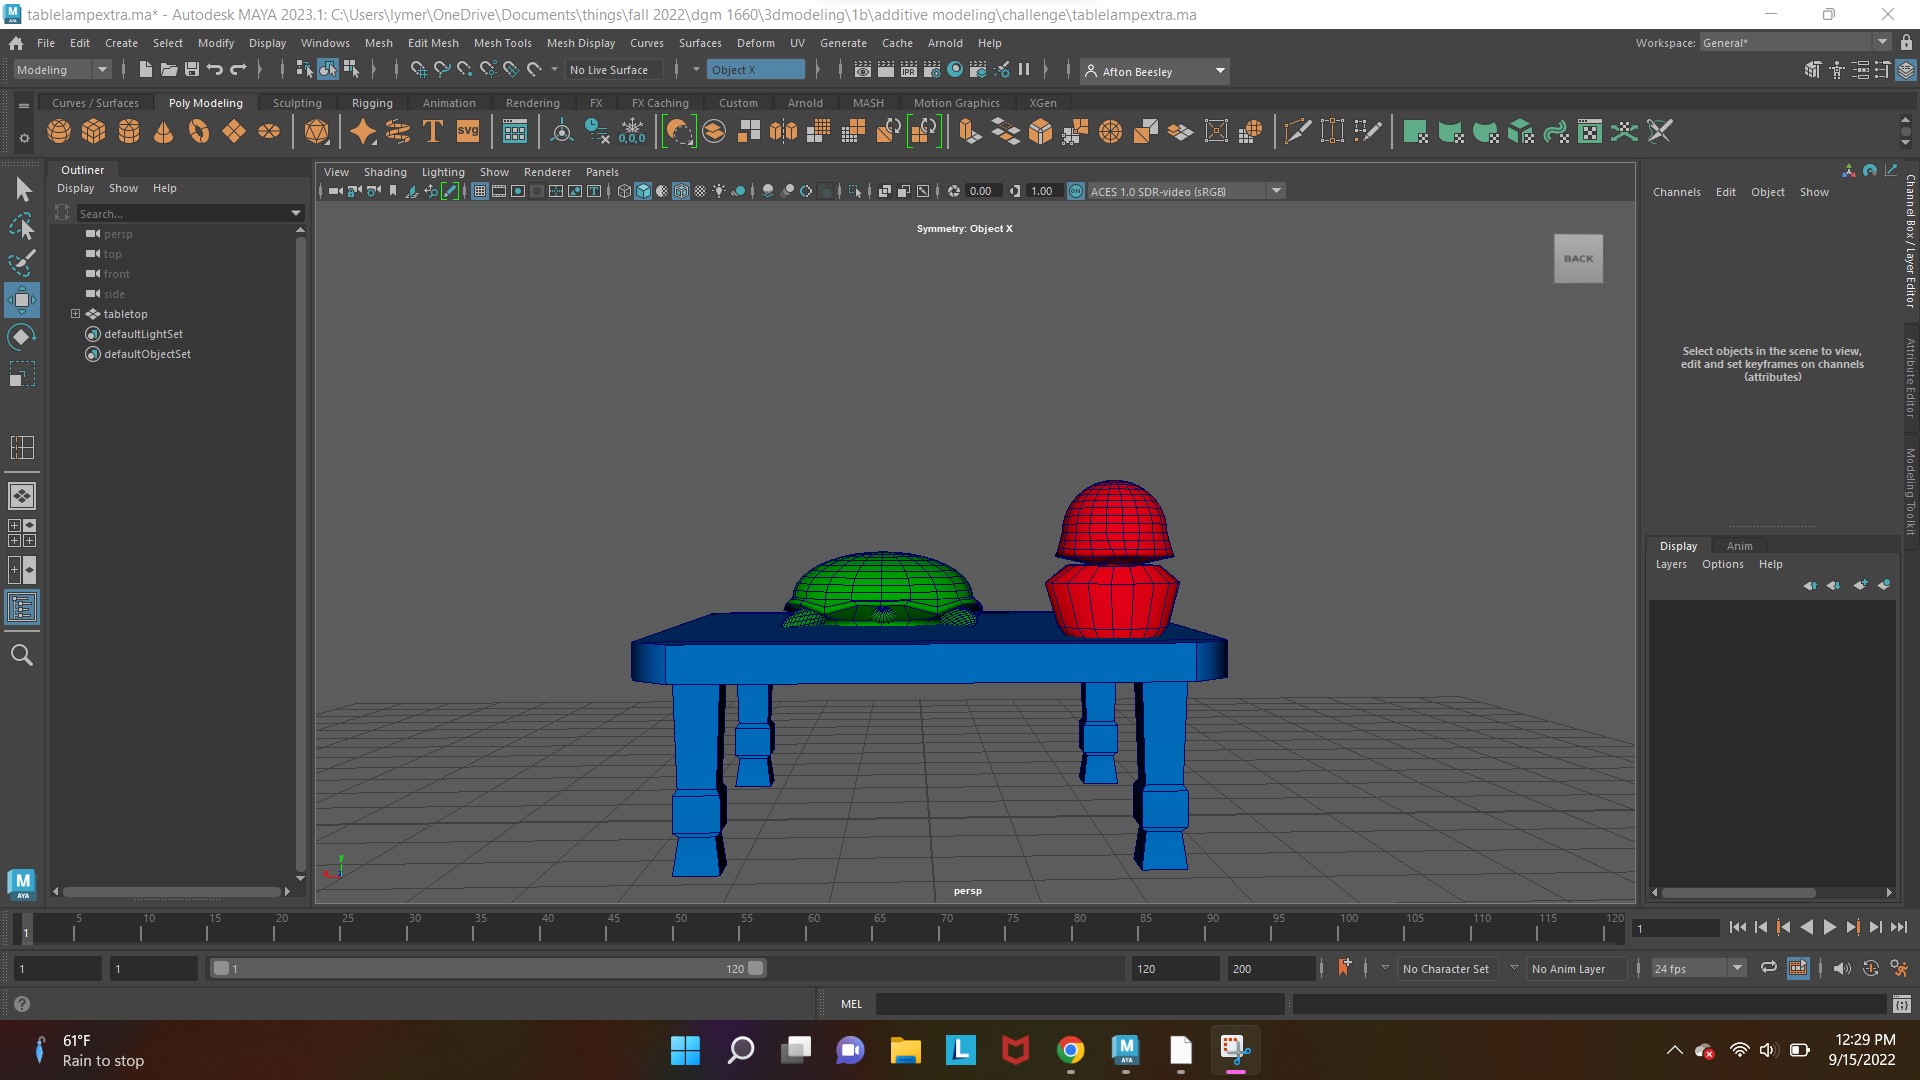 tablelampextra.ma* - Autodesk MAYA 2023.1: C:\Users\lymer\OneDrive\Documents\things\fall 2022\dgm 1660\3dmodeling\1b\additive modeling\challenge\tablelampextra.ma
File Edit Create Select Modify Display Windows Mesh Edit Mesh Mesh Tools Mesh Display Curves Surfaces Deform UV Generate Cache Arnold Help Workspace: General*
Modeling No Live Surface Object X IPR Afton Beesley
Curves / Surfaces Poly Modeling Sculpting Rigging Animation Rendering FX FX Caching Custom Arnold MASH Motion Graphics XGen
T svg 0,0,0
Outliner
Display Show Help
Search...
persp
top
front
side
tabletop
defaultLightSet
defaultObjectSet
View Shading Lighting Show Renderer Panels
0.00 1.00 ON ACES 1.0 SDR-video (sRGB)
Symmetry: Object X
BACK
y
x
persp
Channels Edit Object Show
Select objects in the scene to view,
edit and set keyframes on channels
(attributes)
Channel Box / Layer Editor
Attribute Editor
Modeling Toolkit
Display Anim
Layers Options Help
M
AYA
5 10 15 20 25 30 35 40 45 50 55 60 65 70 75 80 85 90 95 100 105 110 115 120
1 1
1 1 1 120 120 200 No Character Set No Anim Layer 24 fps
MEL
61°F
Rain to stop
L
M
AYA
12:29 PM
9/15/2022